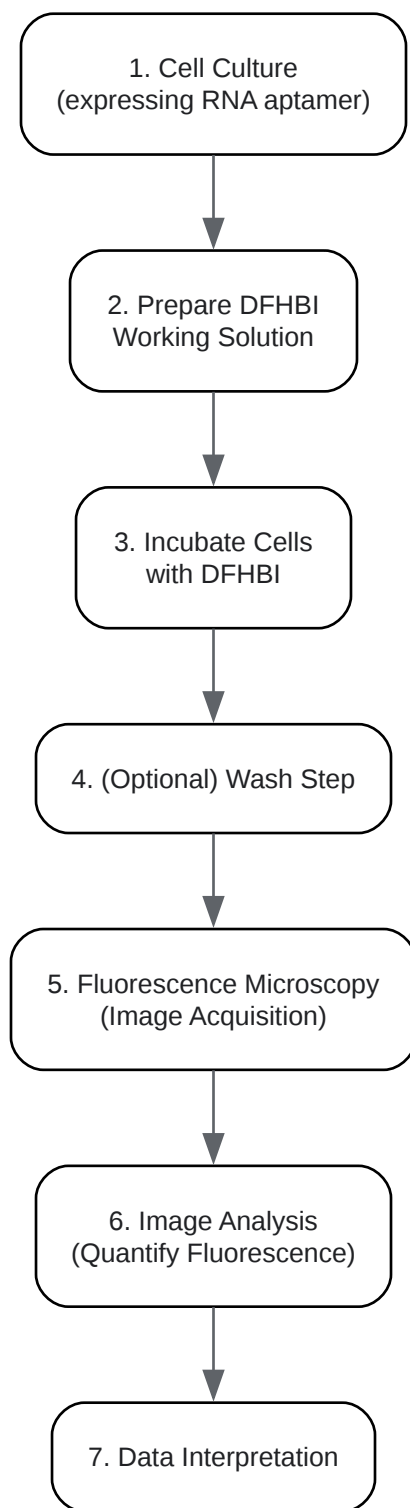 1. Cell Culture
(expressing RNA aptamer)
2. Prepare DFHBI
Working Solution
3. Incubate Cells
with DFHBI
4. (Optional) Wash Step
5. Fluorescence Microscopy
(Image Acquisition)
6. Image Analysis
(Quantify Fluorescence)
7. Data Interpretation